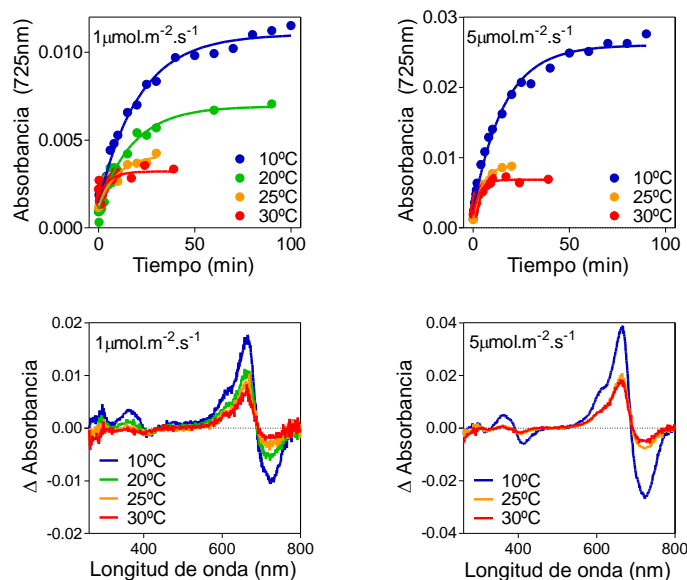 1μmol.m-2.s-1
Absorbancia (725nm)
0.010
0.005
0.000
10ºC
20ºC
25ºC
30ºC
0
50
100
Tiempo (min)
5μmol.m-2.s-1
Absorbancia (725nm)
0.03
0.02
0.01
0.00
10ºC
25ºC
30ºC
0
50
100
Tiempo (min)
1μmol.m-2.s-1
Δ Absorbancia
0.02
0.01
0.00
-0.01
-0.02
10ºC
20ºC
25ºC
30ºC
400
600
800
Longitud de onda (nm)
5μmol.m-2.s-1
Δ Absorbancia
0.04
0.02
0.00
-0.02
-0.04
10ºC
25ºC
30ºC
400
600
800
Longitud de onda (nm)